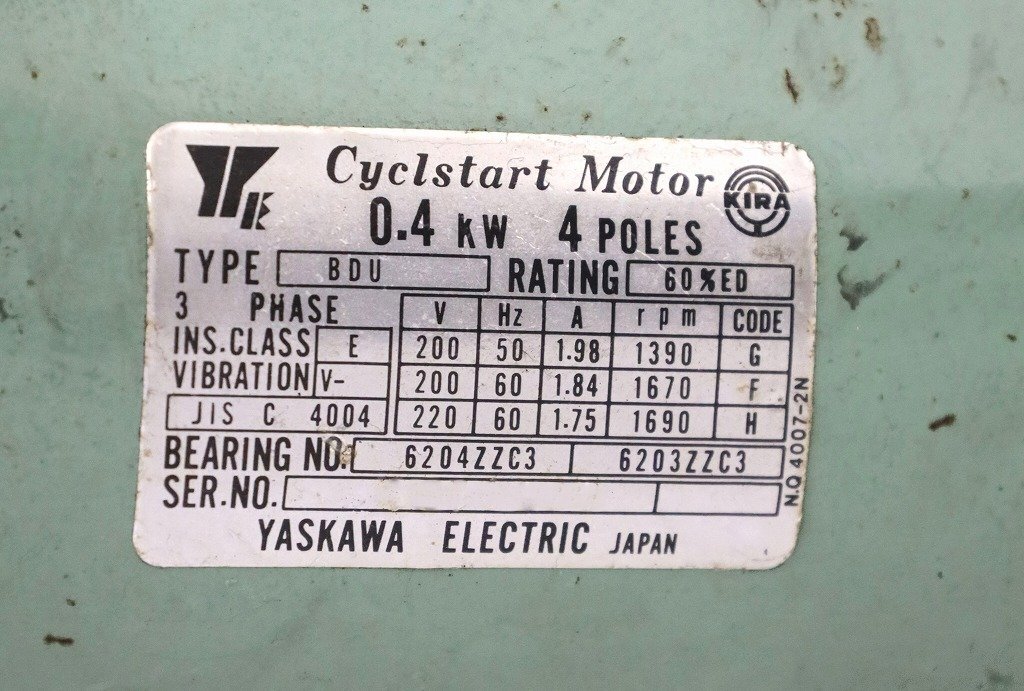 YE
Cyclstart Motor
KIRA
0.4 kW 4 POLES
TYPE BDU RATING 60%ED
3 PHASE V Hz A rpm CODE
INS.CLASS E 200 50 1.98 1390 G
VIBRATION V- 200 60 1.84 1670 F
JIS C 4004 220 60 1.75 1690 H
BEARING NO. 6204ZZC3 6203ZZC3
SER.NO.
YASKAWA ELECTRIC JAPAN
N.Q 4007-2N